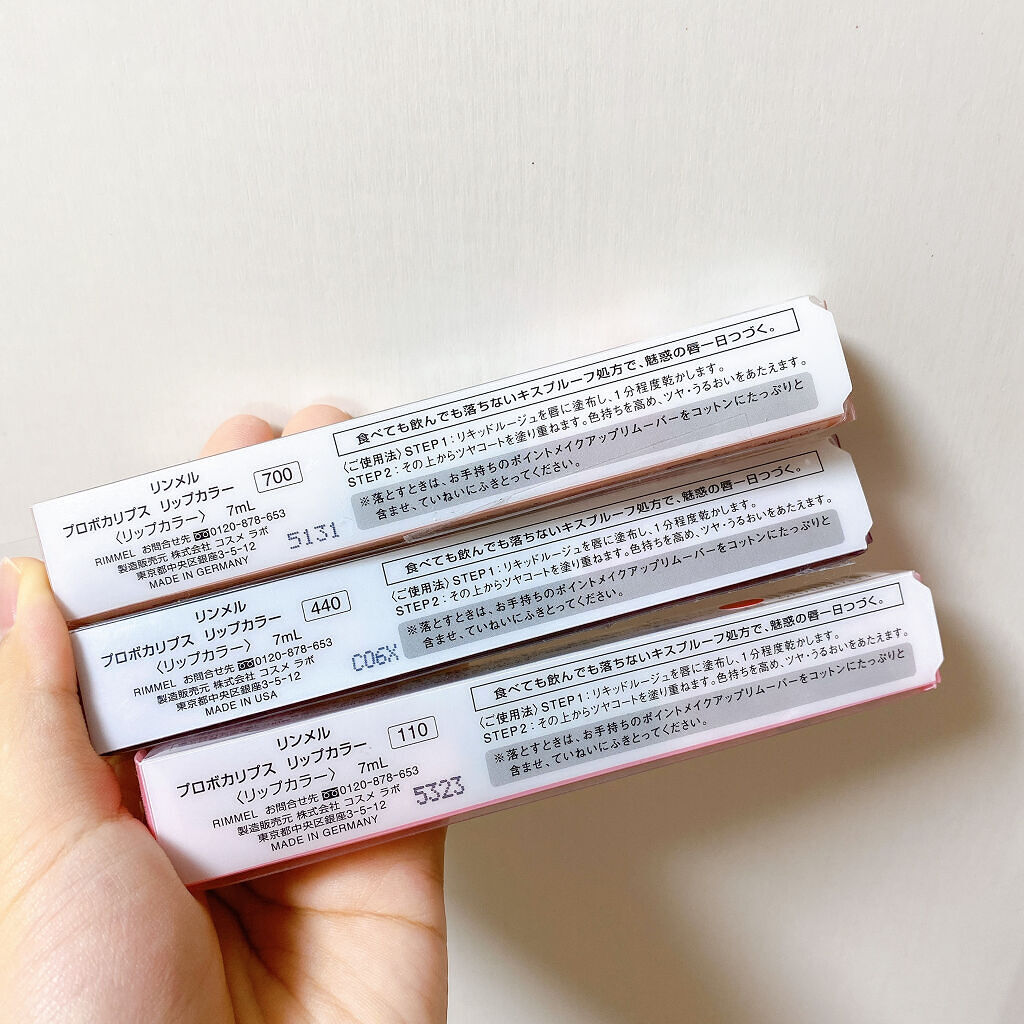 リンメル
プロボカリプス リップカラー 700
〈リップカラー〉 7mL
RIMMEL お問合せ先 0120-878-653
製造販売元 株式会社 コスメ ラボ
東京都中央区銀座3-5-12
MADE IN GERMANY
5131
食べても飲んでも落ちないキスプルーフ処方で、魅惑の唇一日つづく。
〈ご使用法〉STEP1:リキッドルージュを唇に塗布し、1分程度乾かします。
STEP2:その上からツヤコートを塗り重ねます。色持ちを高め、ツヤ・うるおいをあたえます。
※落とすときは、お手持ちのポイントメイクアップリムーバーをコットンにたっぷりと
含ませ、ていねいにふきとってください。
リンメル
プロボカリプス リップカラー 440
〈リップカラー〉 7mL
RIMMEL お問合せ先 0120-878-653
製造販売元 株式会社 コスメ ラボ
東京都中央区銀座3-5-12
MADE IN USA
C06X
食べても飲んでも落ちないキスプルーフ処方で、魅惑の唇一日つづく。
〈ご使用法〉STEP1:リキッドルージュを唇に塗布し、1分程度乾かします。
STEP2:その上からツヤコートを塗り重ねます。色持ちを高め、ツヤ・うるおいをあたえます。
※落とすときは、お手持ちのポイントメイクアップリムーバーをコットンにたっぷりと
含ませ、ていねいにふきとってください。
リンメル
プロボカリプス リップカラー 110
〈リップカラー〉 7mL
RIMMEL お問合せ先 0120-878-653
製造販売元 株式会社 コスメ ラボ
東京都中央区銀座3-5-12
MADE IN GERMANY
5323
食べても飲んでも落ちないキスプルーフ処方で、魅惑の唇一日つづく。
〈ご使用法〉STEP1:リキッドルージュを唇に塗布し、1分程度乾かします。
STEP2:その上からツヤコートを塗り重ねます。色持ちを高め、ツヤ・うるおいをあたえます。
※落とすときは、お手持ちのポイントメイクアップリムーバーをコットンにたっぷりと
含ませ、ていねいにふきとってください。